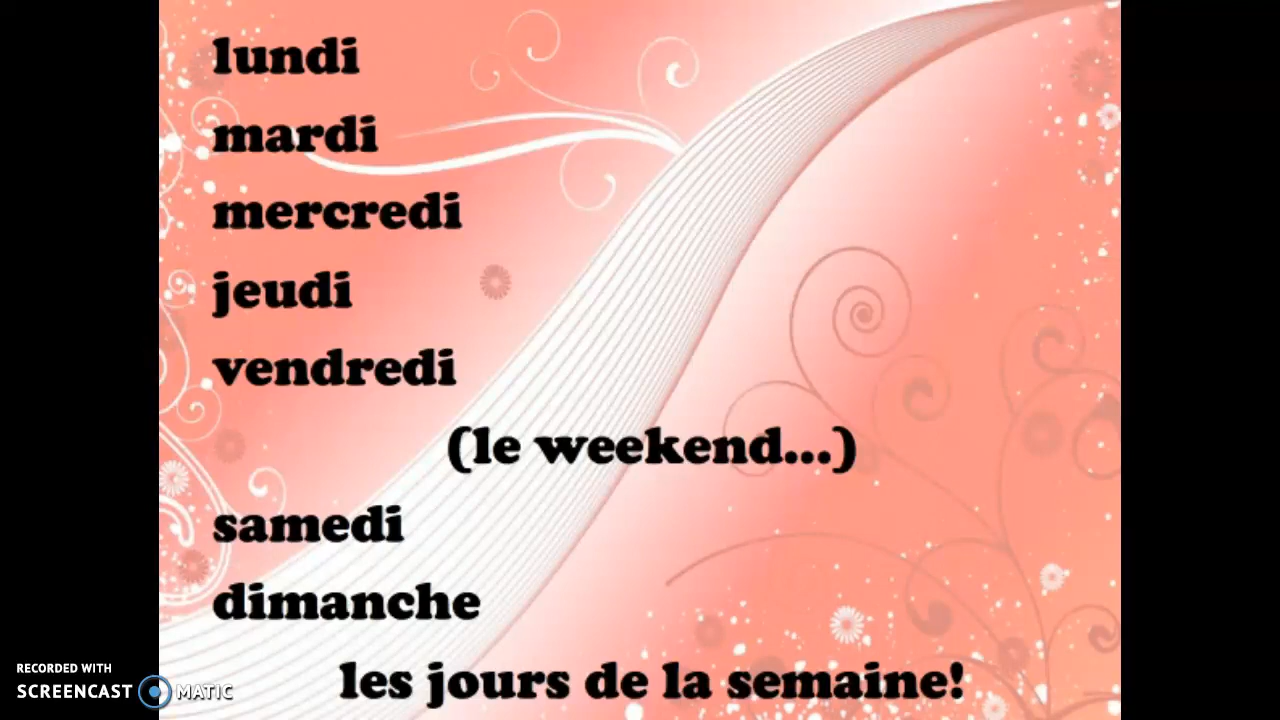 lundi
mardi
mercredi
jeudi
vendredi
(le weekend...)
samedi
dimanche
les jours de la semaine!
RECORDED WITH
SCREENCAST MATIC